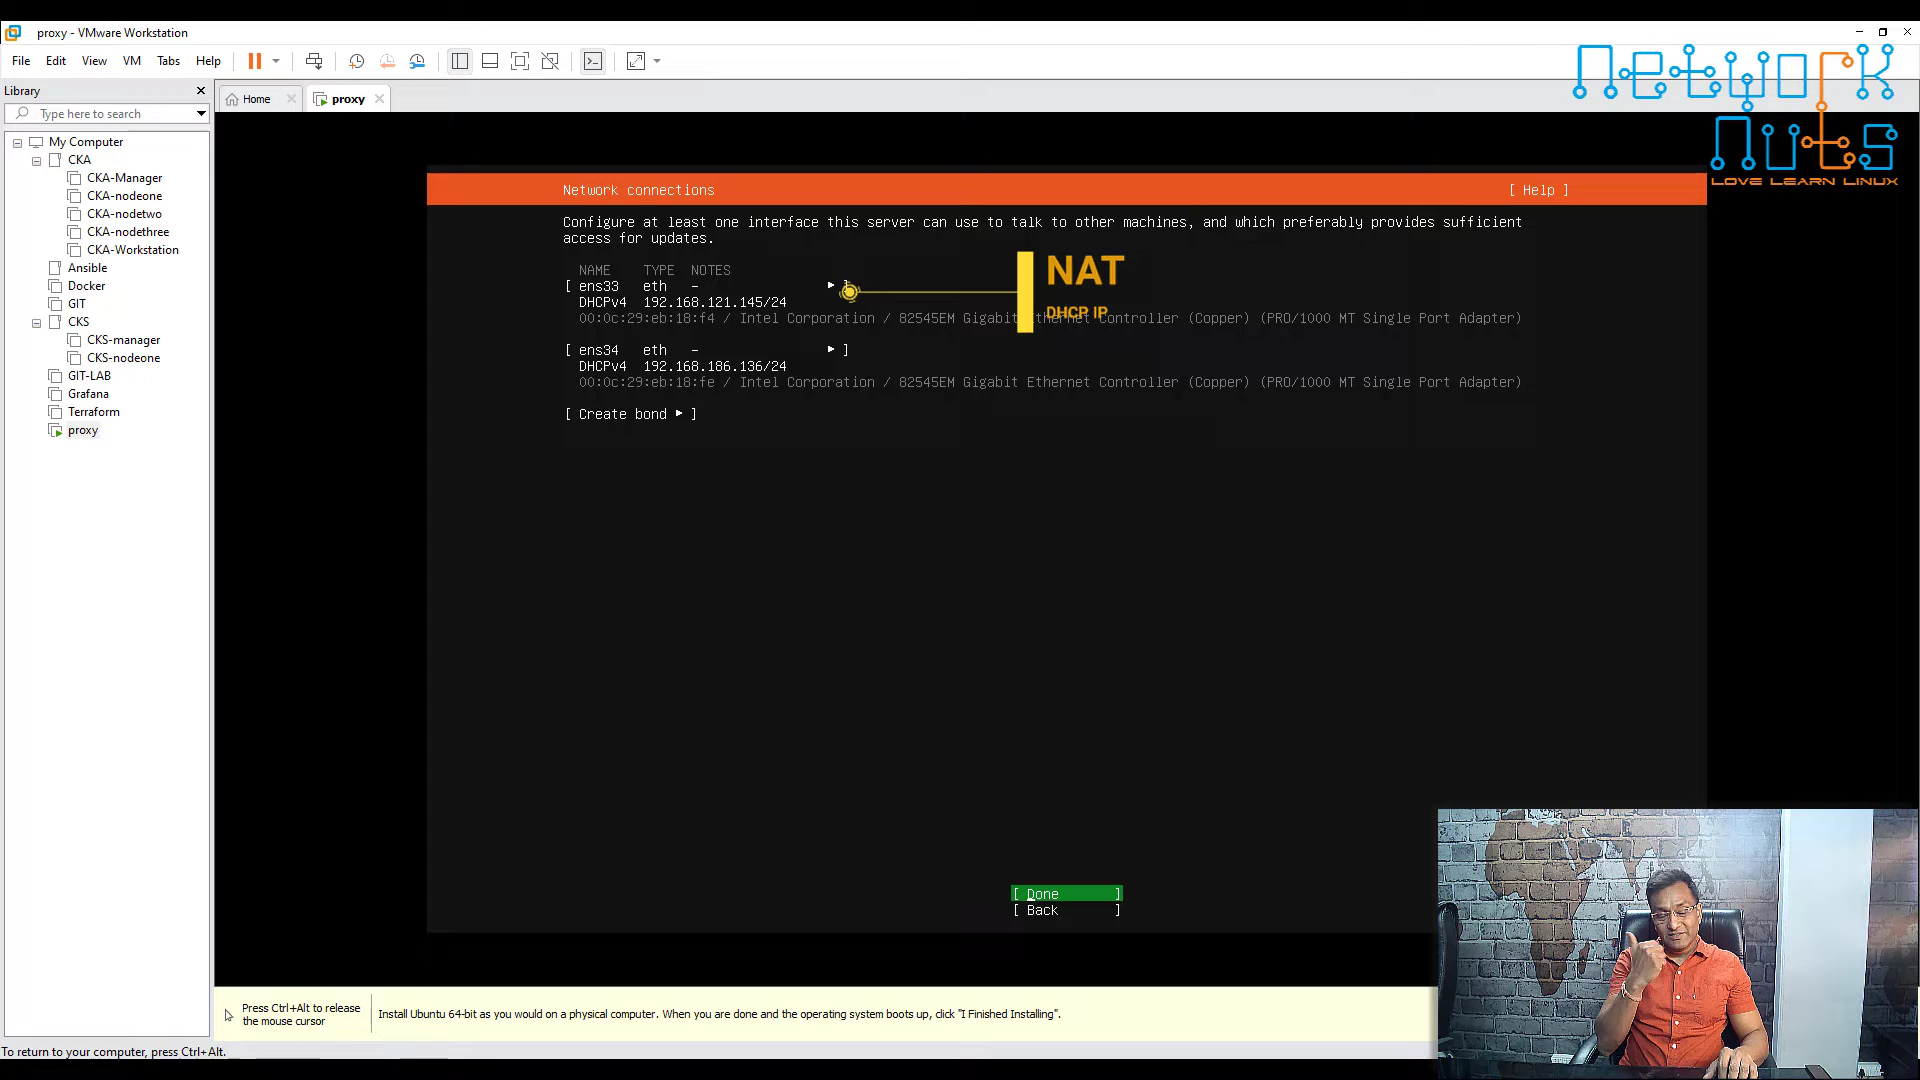 proxy - VMware Workstation
File Edit View VM Tabs Help
Library
Type here to search
Home
proxy
My Computer
CKA
CKA-Manager
CKA-nodeone
CKA-nodetwo
CKA-nodethree
CKA-Workstation
Ansible
Docker
GIT
CKS
CKS-manager
CKS-nodeone
GIT-LAB
Grafana
Terraform
proxy
Network
Nuts
LOVE LEARN LINUX
Network connections [ Help ]
Configure at least one interface this server can use to talk to other machines, and which preferably provides sufficient
access for updates.
NAME TYPE NOTES
[ ens33 eth – ▸ ]
DHCPv4 192.168.121.145/24
00:0c:29:eb:18:f4 / Intel Corporation / 82545EM Gigabit Ethernet Controller (Copper) (PRO/1000 MT Single Port Adapter)
NAT
DHCP IP
[ ens34 eth – ▸ ]
DHCPv4 192.168.186.136/24
00:0c:29:eb:18:fe / Intel Corporation / 82545EM Gigabit Ethernet Controller (Copper) (PRO/1000 MT Single Port Adapter)
[ Create bond ▸ ]
[ Done ]
[ Back ]
Press Ctrl+Alt to release
the mouse cursor
Install Ubuntu 64-bit as you would on a physical computer. When you are done and the operating system boots up, click "I Finished Installing".
To return to your computer, press Ctrl+Alt.